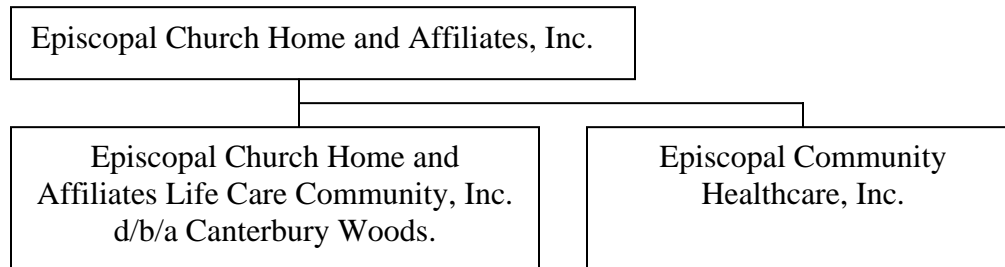 Episcopal Church Home and Affiliates, Inc.
Episcopal Church Home and
Affiliates Life Care Community, Inc.
d/b/a Canterbury Woods.
Episcopal Community
Healthcare, Inc.